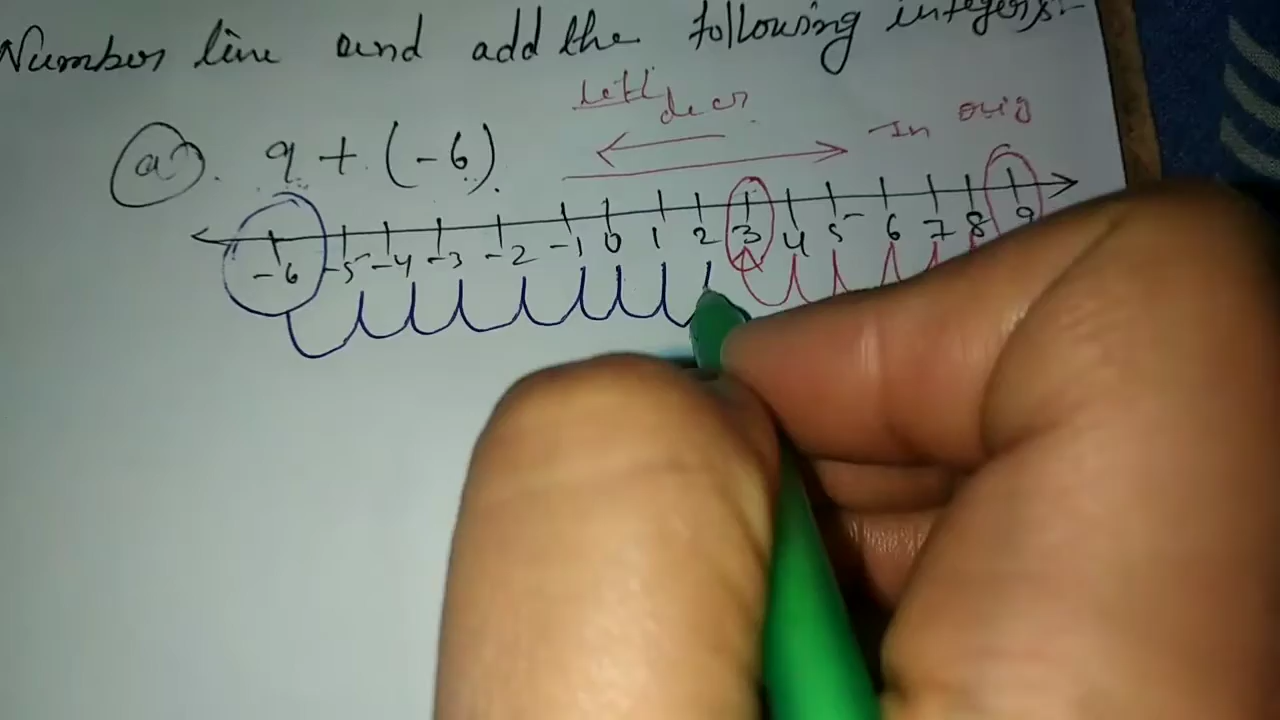 Number line and add the following integers:-
Left decr In orig
(a) 9 + (-6)
-6 -5 -4 -3 -2 -1 0 1 2 3 4 5 6 7 8 9